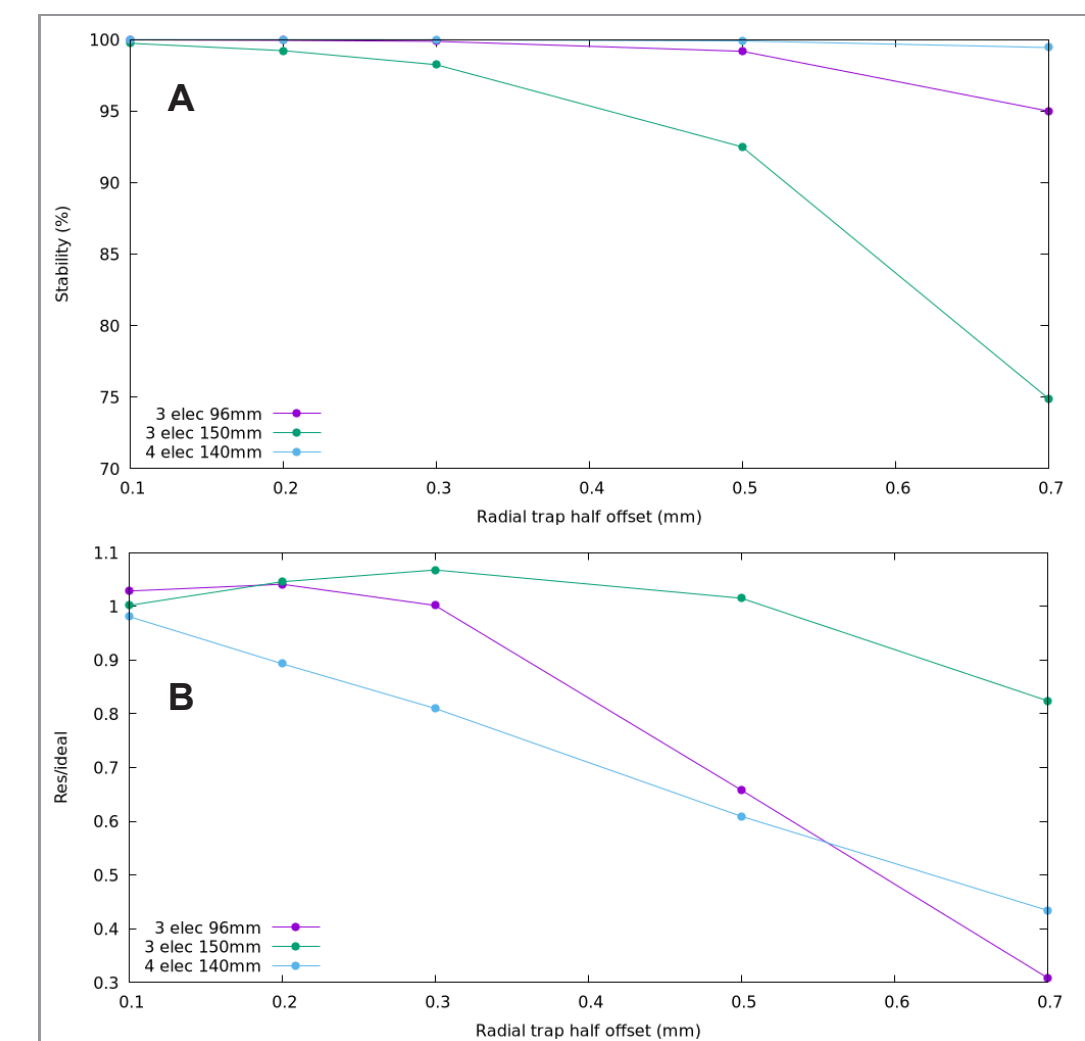 100
95
90
85
80
75
70
Stability (%)
A
3 elec 96mm
3 elec 150mm
4 elec 140mm
0.1 0.2 0.3 0.4 0.5 0.6 0.7
Radial trap half offset (mm)
1.1
1
0.9
0.8
0.7
0.6
0.5
0.4
0.3
Res/ideal
B
3 elec 96mm
3 elec 150mm
4 elec 140mm
0.1 0.2 0.3 0.4 0.5 0.6 0.7
Radial trap half offset (mm)